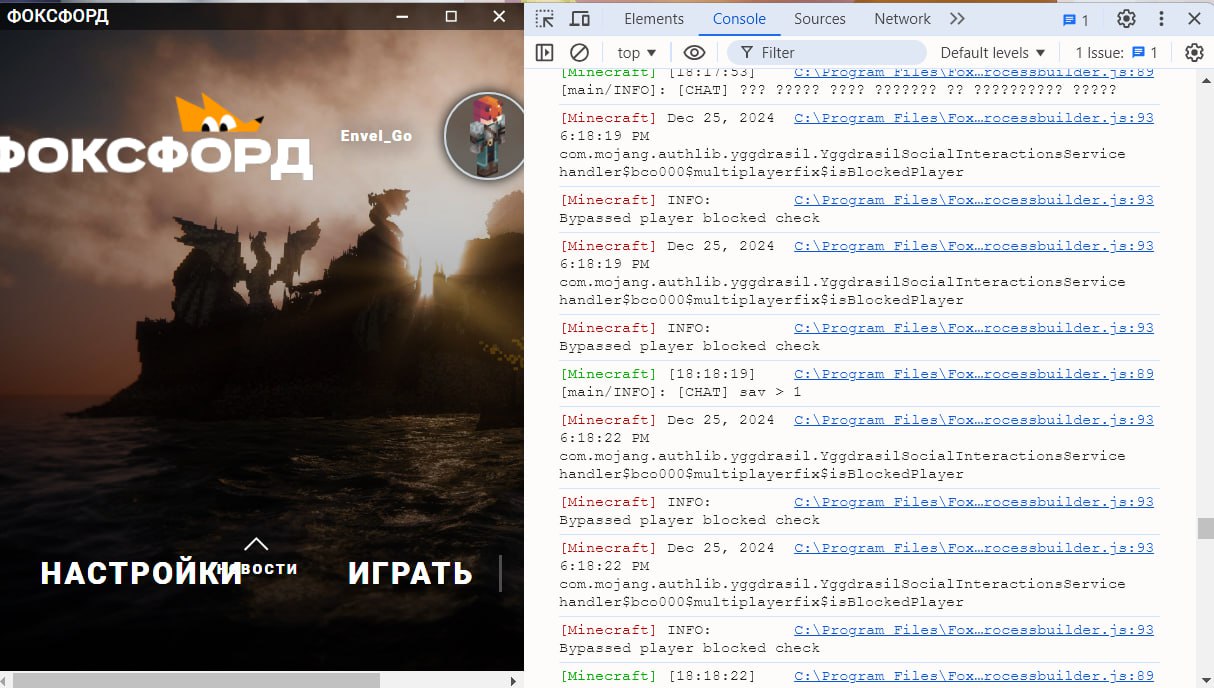 ФОКСФОРД
ФОКСФОРД
Envel_Go
НАСТРОЙКИ
НОВОСТИ
ИГРАТЬ
Elements Console Sources Network 1
top Filter Default levels 1 Issue: 1
[Minecraft] [18:17:53] C:\Program Files\Fox…rocessbuilder.js:89
[main/INFO]: [CHAT] ??? ????? ???? ??????? ?? ?????????? ?????
[Minecraft] Dec 25, 2024 C:\Program Files\Fox…rocessbuilder.js:93
6:18:19 PM
com.mojang.authlib.yggdrasil.YggdrasilSocialInteractionsService
handler$bco000$multiplayerfix$isBlockedPlayer
[Minecraft] INFO: C:\Program Files\Fox…rocessbuilder.js:93
Bypassed player blocked check
[Minecraft] Dec 25, 2024 C:\Program Files\Fox…rocessbuilder.js:93
6:18:19 PM
com.mojang.authlib.yggdrasil.YggdrasilSocialInteractionsService
handler$bco000$multiplayerfix$isBlockedPlayer
[Minecraft] INFO: C:\Program Files\Fox…rocessbuilder.js:93
Bypassed player blocked check
[Minecraft] [18:18:19] C:\Program Files\Fox…rocessbuilder.js:89
[main/INFO]: [CHAT] sav > 1
[Minecraft] Dec 25, 2024 C:\Program Files\Fox…rocessbuilder.js:93
6:18:22 PM
com.mojang.authlib.yggdrasil.YggdrasilSocialInteractionsService
handler$bco000$multiplayerfix$isBlockedPlayer
[Minecraft] INFO: C:\Program Files\Fox…rocessbuilder.js:93
Bypassed player blocked check
[Minecraft] Dec 25, 2024 C:\Program Files\Fox…rocessbuilder.js:93
6:18:22 PM
com.mojang.authlib.yggdrasil.YggdrasilSocialInteractionsService
handler$bco000$multiplayerfix$isBlockedPlayer
[Minecraft] INFO: C:\Program Files\Fox…rocessbuilder.js:93
Bypassed player blocked check
[Minecraft] [18:18:22] C:\Program Files\Fox…rocessbuilder.js:89